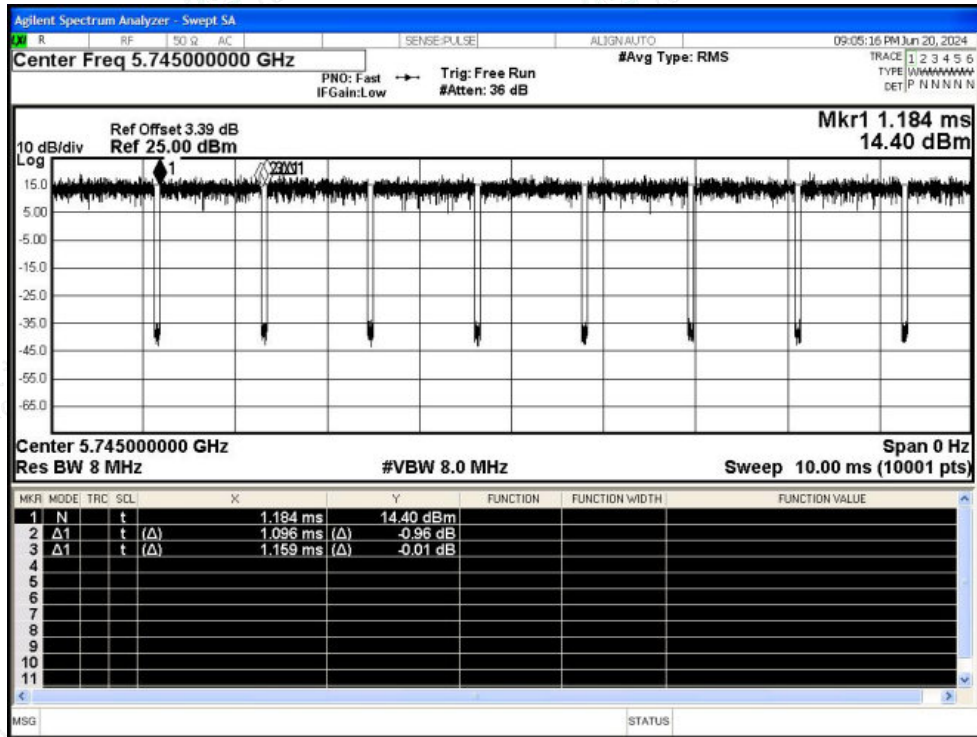 Agilent Spectrum Analyzer - Swept SA
R RF 50 Ω AC SENSE:PULSE ALIGNAUTO 09:05:16 PM Jun 20, 2024
Center Freq 5.745000000 GHz
PNO: Fast
IFGain:Low
Trig: Free Run
#Atten: 36 dB
#Avg Type: RMS
TRACE 1 2 3 4 5 6
TYPE
DET P N N N N N
Mkr1 1.184 ms
14.40 dBm
Ref Offset 3.39 dB
10 dB/div Ref 25.00 dBm
Log
1
15.0
5.00
-5.00
-15.0
-25.0
-35.0
-45.0
-55.0
-65.0
Center 5.745000000 GHz Span 0 Hz
Res BW 8 MHz #VBW 8.0 MHz Sweep 10.00 ms (10001 pts)
MKR MODE TRC SCL X Y FUNCTION FUNCTION WIDTH FUNCTION VALUE
1 N t 1.184 ms 14.40 dBm
2 Δ1 t (Δ) 1.096 ms (Δ) -0.96 dB
3 Δ1 t (Δ) 1.159 ms (Δ) -0.01 dB
4
5
6
7
8
9
10
11
MSG STATUS